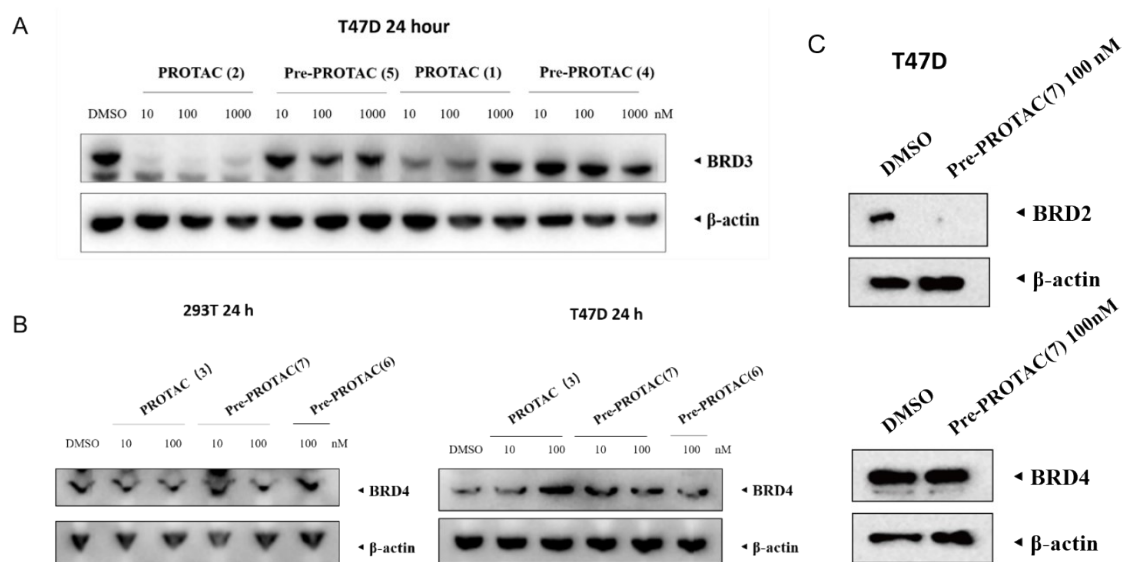 A
T47D 24 hour
PROTAC (2) Pre-PROTAC (5) PROTAC (1) Pre-PROTAC (4)
DMSO 10 100 1000 10 100 1000 10 100 1000 10 100 1000 nM
◄ BRD3
◄ β-actin
B
293T 24 h
PROTAC (3) Pre-PROTAC(7) Pre-PROTAC(6)
DMSO 10 100 10 100 100 nM
◄ BRD4
◄ β-actin
T47D 24 h
PROTAC (3) Pre-PROTAC(7) Pre-PROTAC(6)
DMSO 10 100 10 100 100 nM
◄ BRD4
◄ β-actin
C
T47D
DMSO Pre-PROTAC(7) 100 nM
◄ BRD2
◄ β-actin
DMSO Pre-PROTAC(7) 100nM
◄ BRD4
◄ β-actin